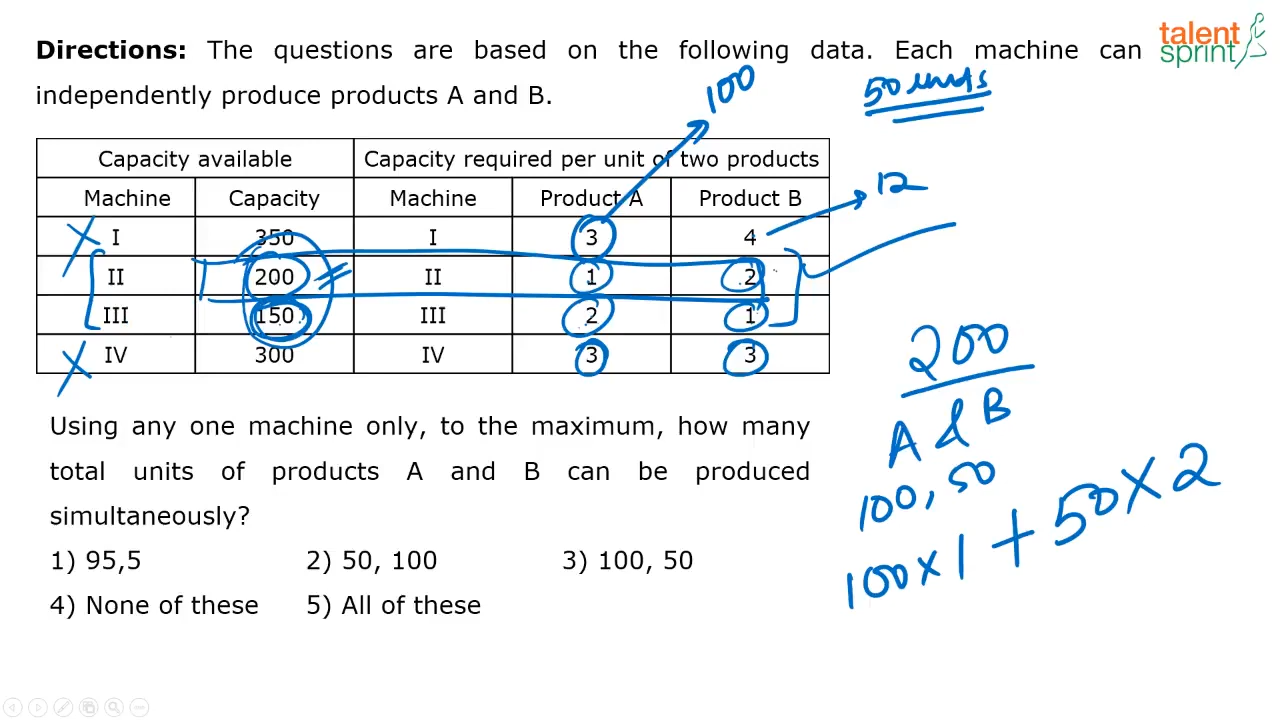 talent
sprint
Directions: The questions are based on the following data. Each machine can
independently produce products A and B.
100
50 units
Capacity available Capacity required per unit of two products
Machine Capacity Machine Product A Product B
12
X I 350 I 3 4
II 200 II 1 2
III 150 III 2 1
X IV 300 IV 3 3
200
A & B
100, 50
100 x 1 + 50 x 2
Using any one machine only, to the maximum, how many
total units of products A and B can be produced
simultaneously?
1) 95,5 2) 50, 100 3) 100, 50
4) None of these 5) All of these